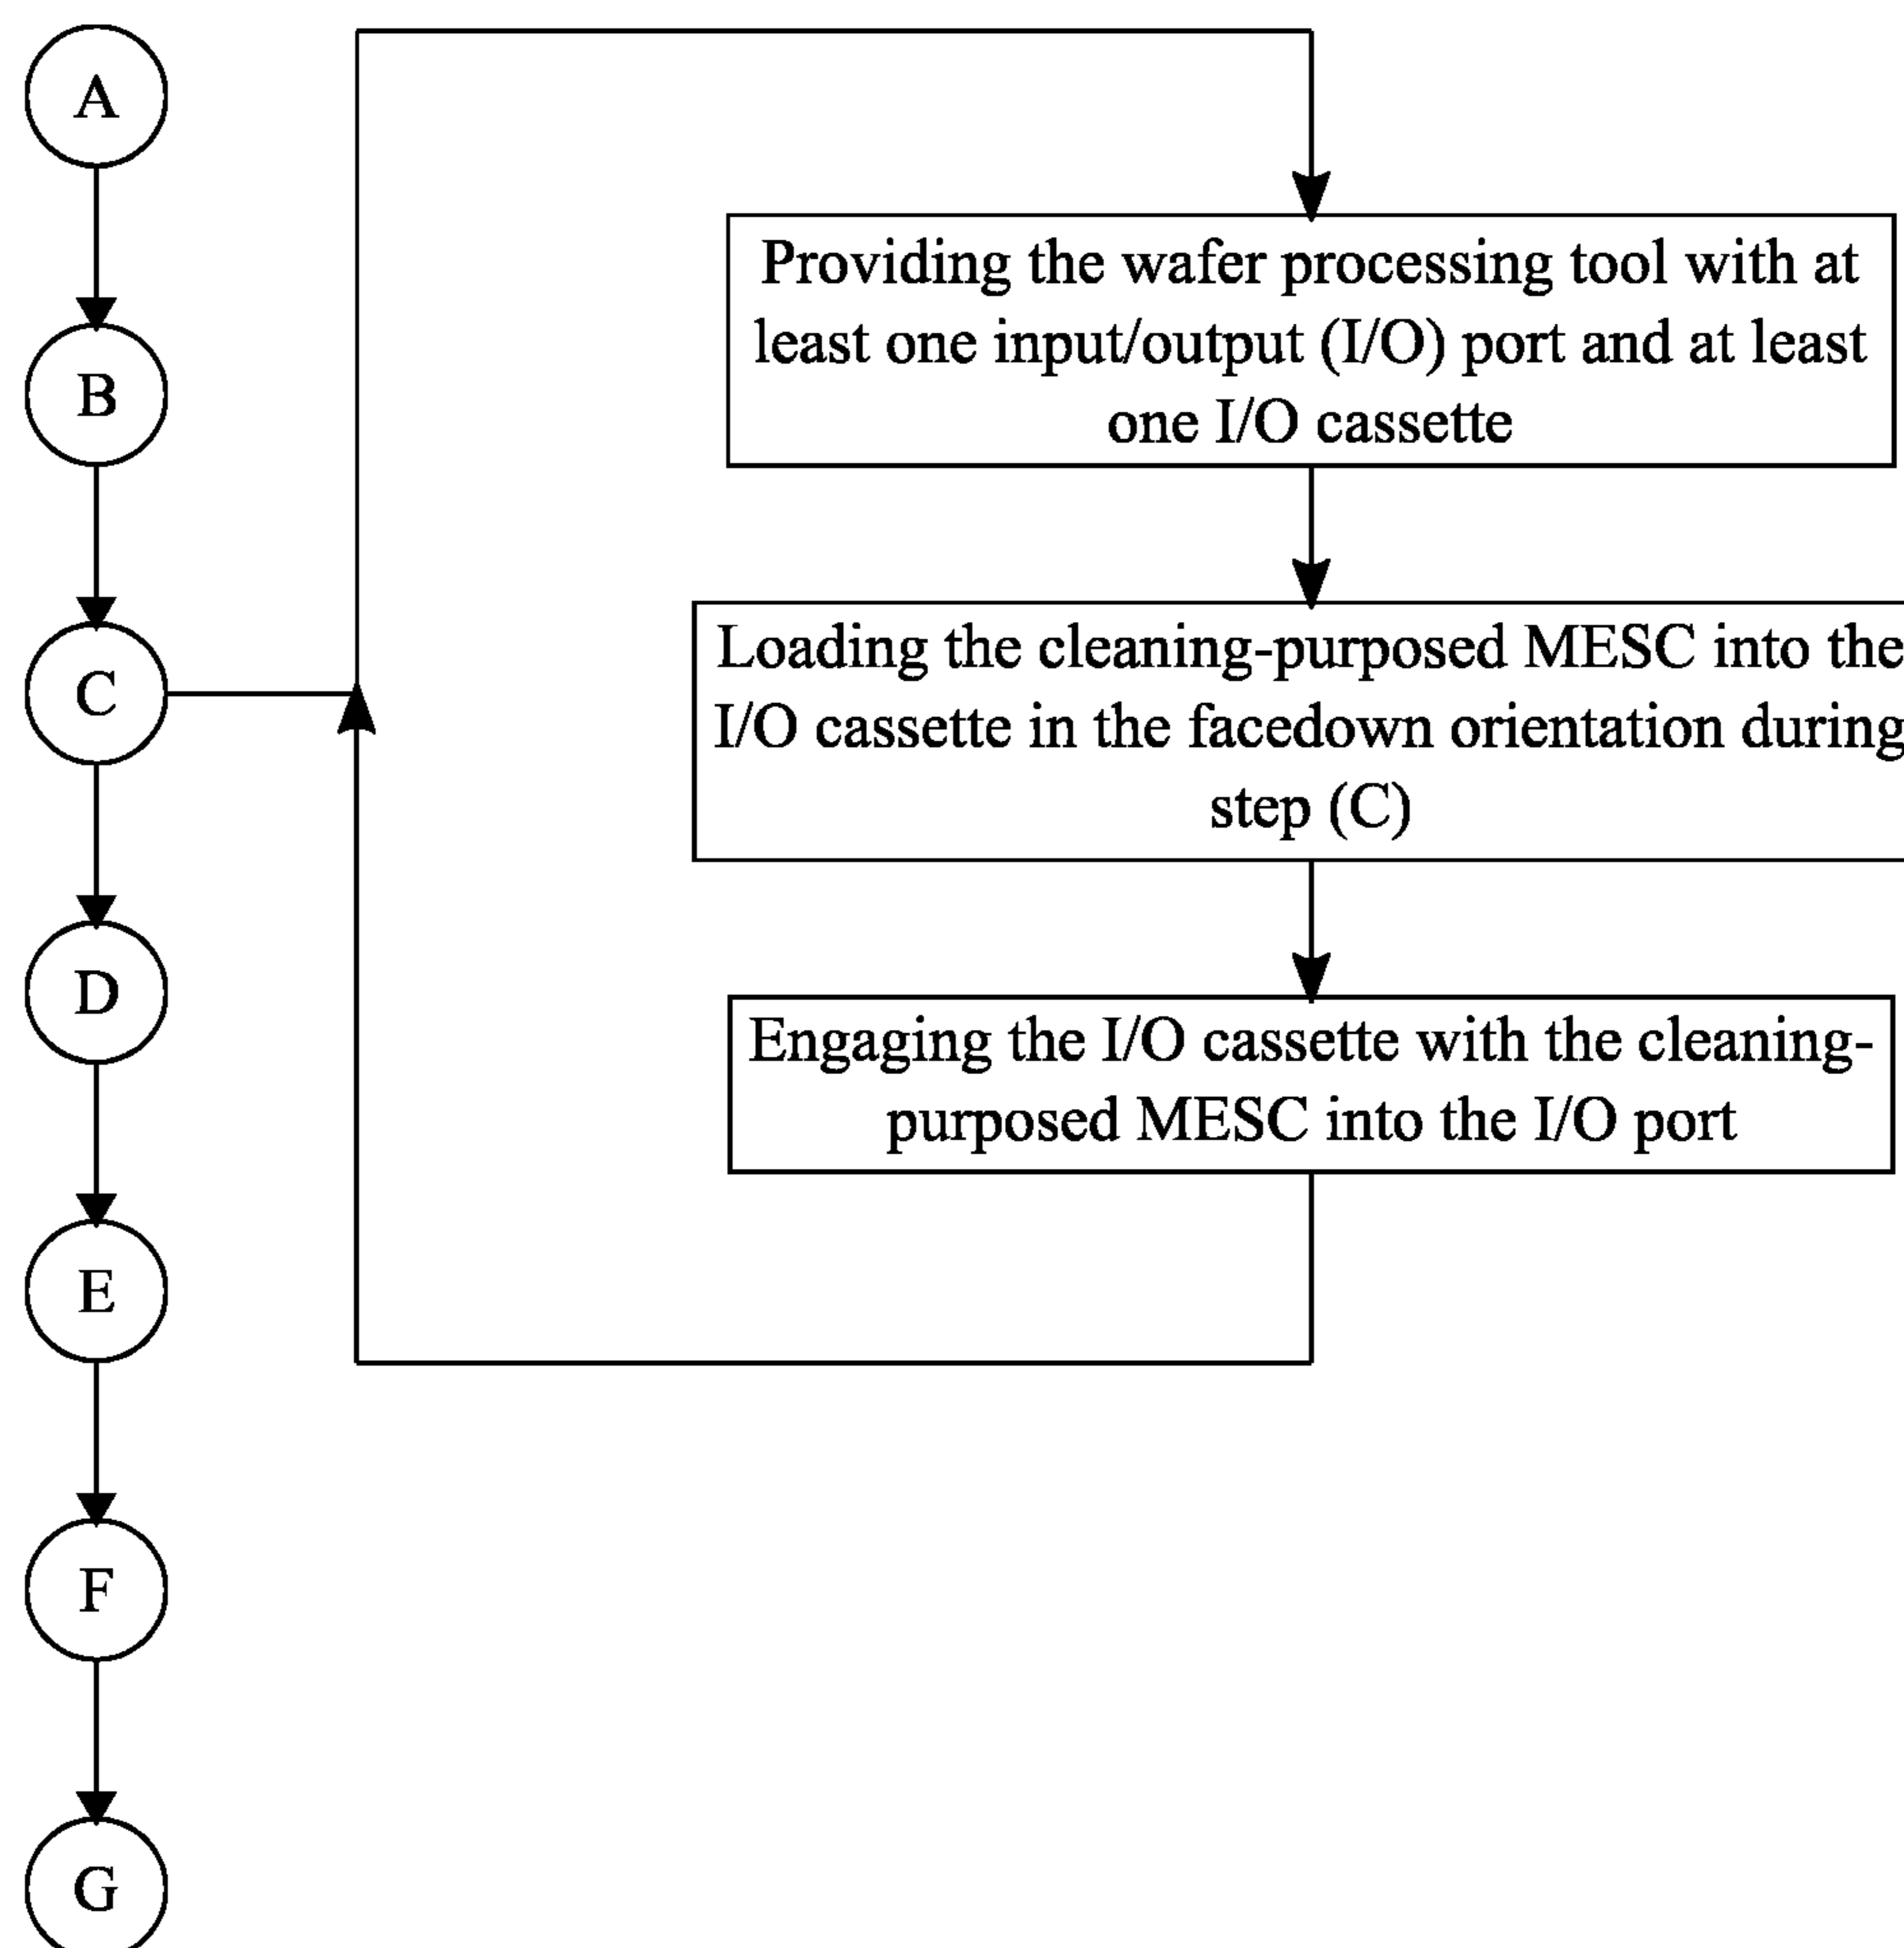 A
B
C
D
E
F
G
Providing the wafer processing tool with at
least one input/output (I/O) port and at least
one I/O cassette
Loading the cleaning-purposed MESC into the
I/O cassette in the facedown orientation during
step (C)
Engaging the I/O cassette with the cleaning-
purposed MESC into the I/O port